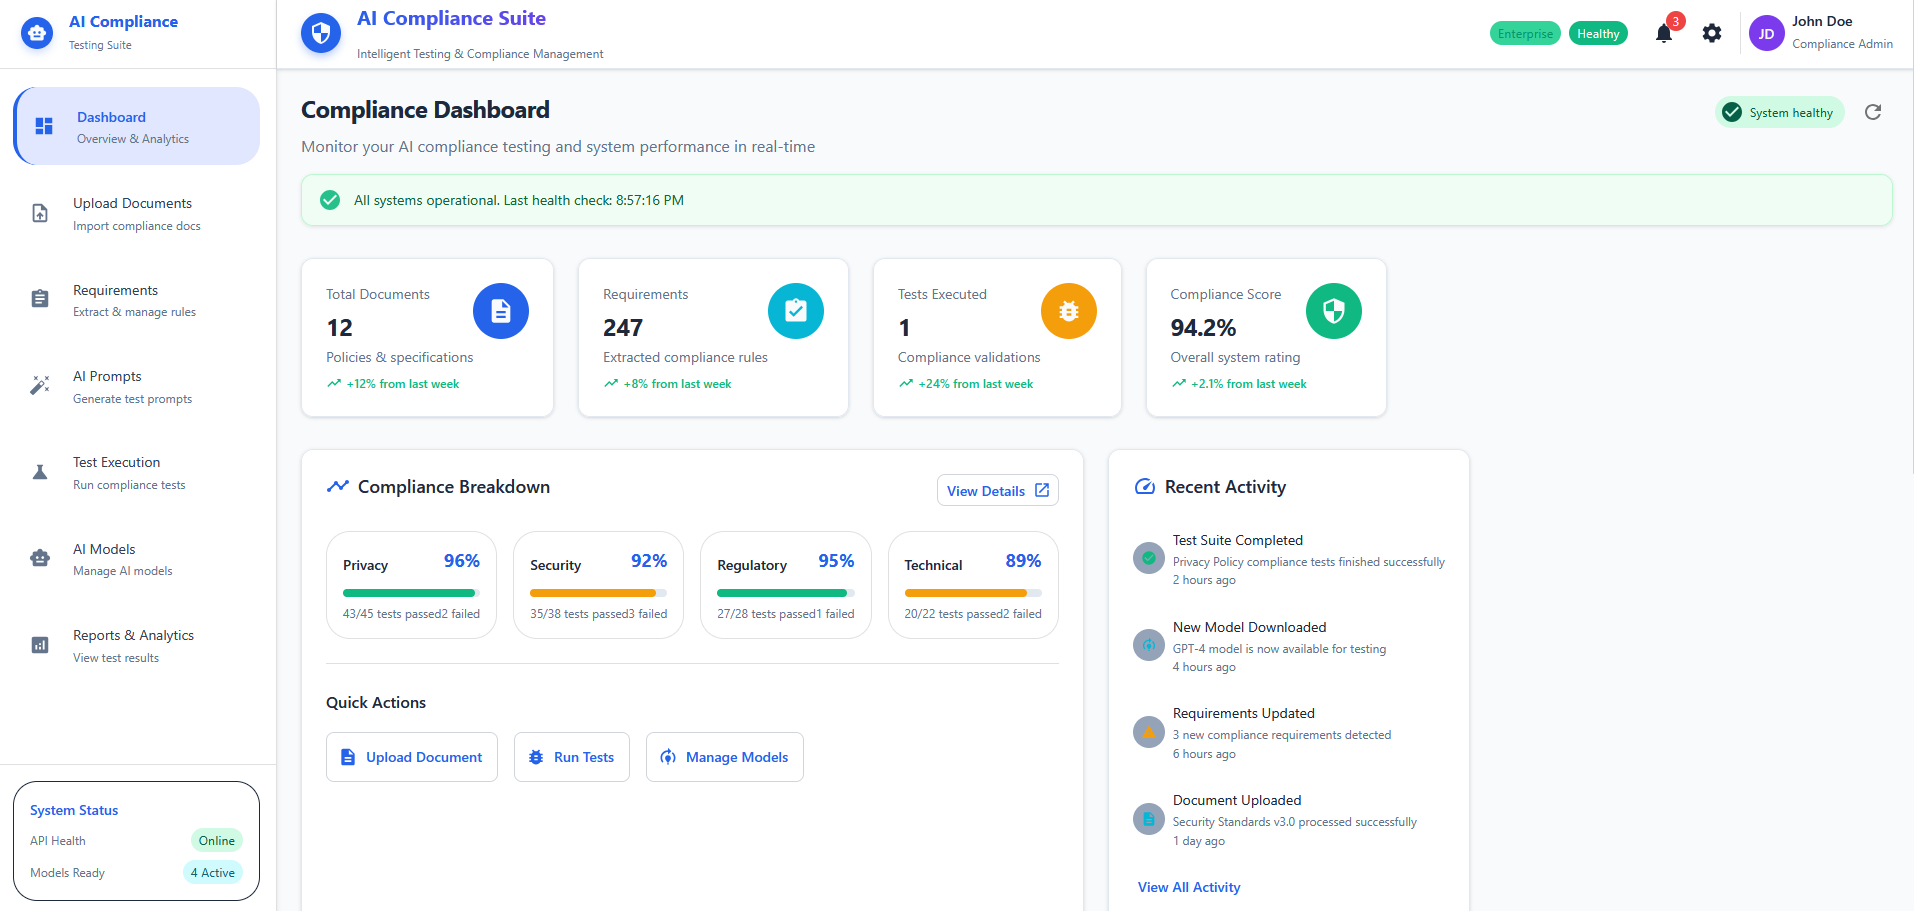 AI Compliance
Testing Suite
AI Compliance Suite
Intelligent Testing & Compliance Management
Enterprise
Healthy
3
JD
John Doe
Compliance Admin
Dashboard
Overview & Analytics
Upload Documents
Import compliance docs
Requirements
Extract & manage rules
AI Prompts
Generate test prompts
Test Execution
Run compliance tests
AI Models
Manage AI models
Reports & Analytics
View test results
System Status
API Health
Online
Models Ready
4 Active
Compliance Dashboard
Monitor your AI compliance testing and system performance in real-time
System healthy
All systems operational. Last health check: 8:57:16 PM
Total Documents
12
Policies & specifications
+12% from last week
Requirements
247
Extracted compliance rules
+8% from last week
Tests Executed
1
Compliance validations
+24% from last week
Compliance Score
94.2%
Overall system rating
+2.1% from last week
Compliance Breakdown
View Details
Privacy
96%
43/45 tests passed2 failed
Security
92%
35/38 tests passed3 failed
Regulatory
95%
27/28 tests passed1 failed
Technical
89%
20/22 tests passed2 failed
Quick Actions
Upload Document
Run Tests
Manage Models
Recent Activity
Test Suite Completed
Privacy Policy compliance tests finished successfully
2 hours ago
New Model Downloaded
GPT-4 model is now available for testing
4 hours ago
Requirements Updated
3 new compliance requirements detected
6 hours ago
Document Uploaded
Security Standards v3.0 processed successfully
1 day ago
View All Activity